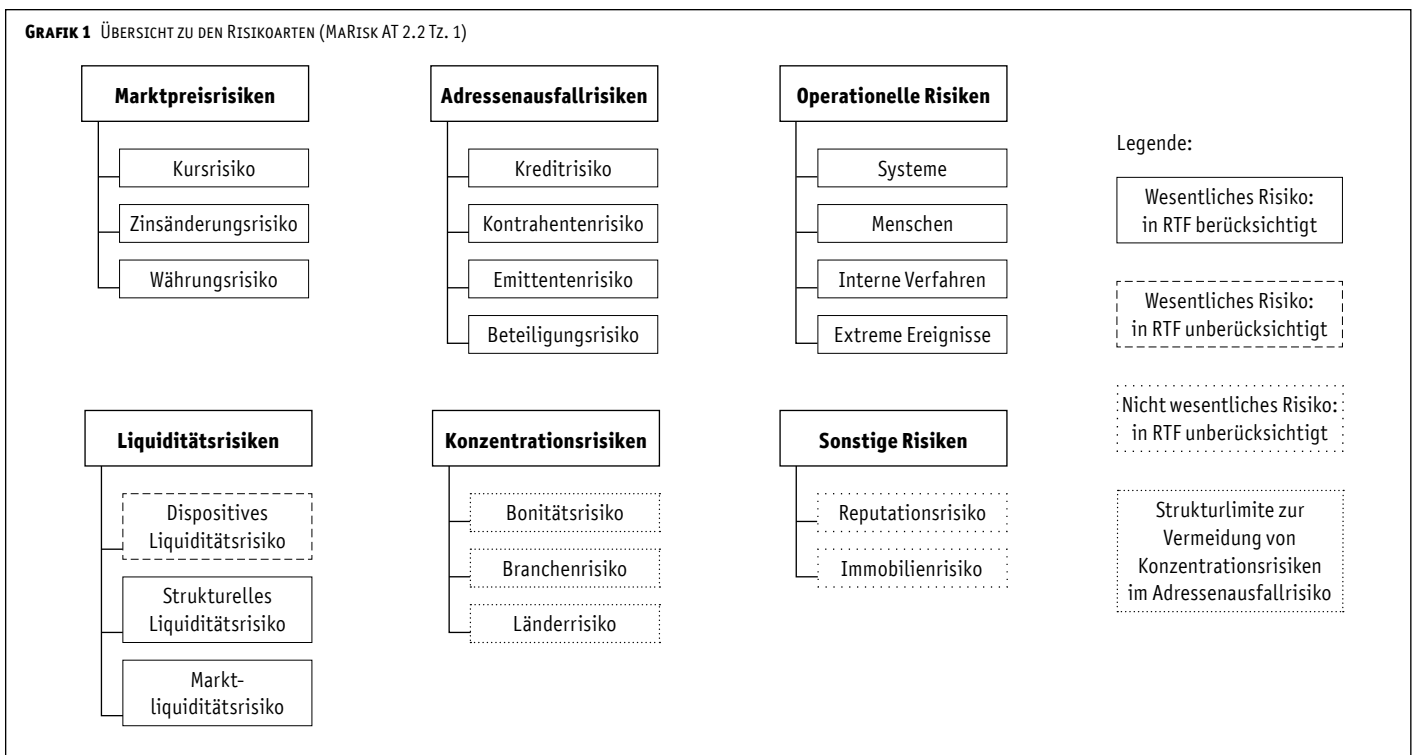 GRAFIK 1 ÜBERSICHT ZU DEN RISIKOARTEN (MARISK AT 2.2 TZ. 1)
Marktpreisrisiken
Kursrisiko
Zinsänderungsrisiko
Währungsrisiko
Adressenausfallrisiken
Kreditrisiko
Kontrahentenrisiko
Emittentenrisiko
Beteiligungsrisiko
Operationelle Risiken
Systeme
Menschen
Interne Verfahren
Extreme Ereignisse
Liquiditätsrisiken
Dispositives
Liquiditätsrisiko
Strukturelles
Liquiditätsrisiko
Markt-
liquiditätsrisiko
Konzentrationsrisiken
Bonitätsrisiko
Branchenrisiko
Länderrisiko
Sonstige Risiken
Reputationsrisiko
Immobilienrisiko
Legende:
Wesentliches Risiko:
in RTF berücksichtigt
Wesentliches Risiko:
in RTF unberücksichtigt
Nicht wesentliches Risiko:
in RTF unberücksichtigt
Strukturlimite zur
Vermeidung von
Konzentrationsrisiken
im Adressenausfallrisiko